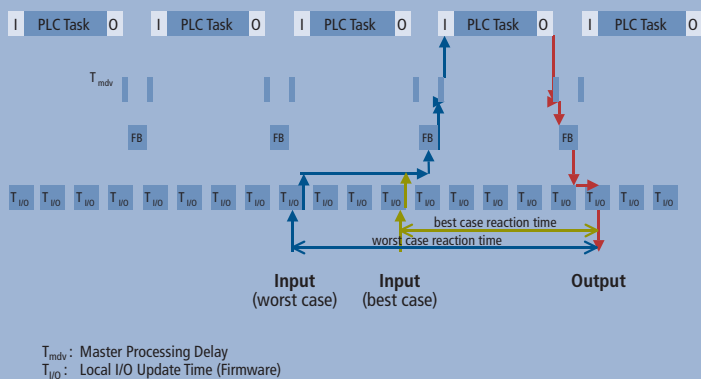 I PLC Task O I PLC Task O I PLC Task O I PLC Task O I PLC Task O
Tmdv
FB FB FB FB
TI/O TI/O TI/O TI/O TI/O TI/O TI/O TI/O TI/O TI/O TI/O TI/O TI/O TI/O TI/O TI/O TI/O TI/O TI/O TI/O
best case reaction time
worst case reaction time
Input Input Output
(worst case) (best case)
Tmdv : Master Processing Delay
TI/O : Local I/O Update Time (Firmware)